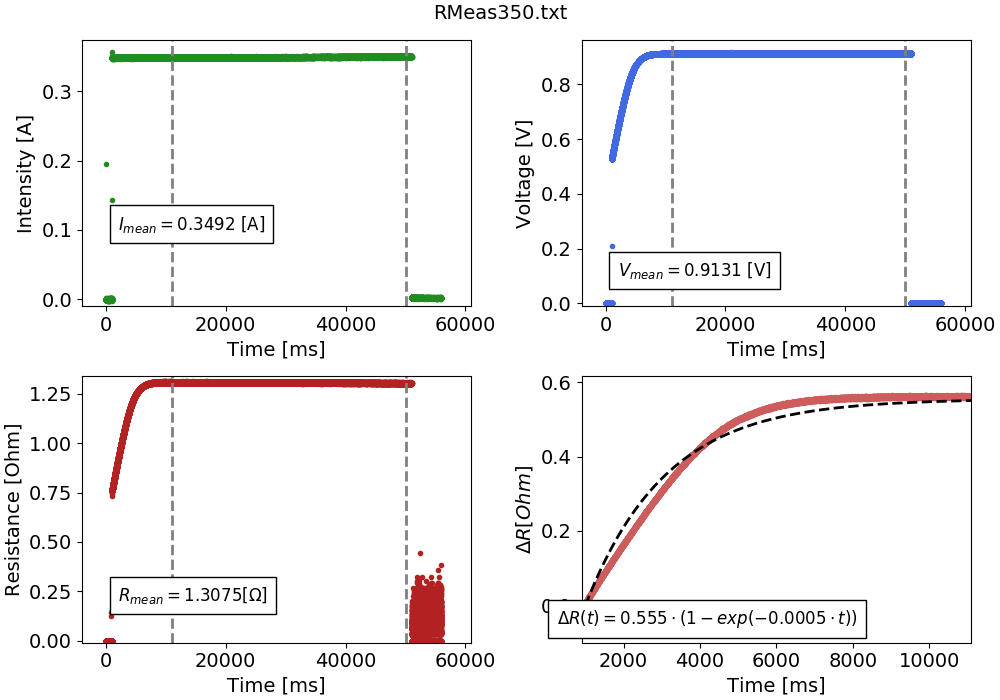 RMeas350.txt
Intensity [A]
0.3
0.2
0.1
0.0
I_mean = 0.3492 [A]
0 20000 40000 60000
Time [ms]
Voltage [V]
0.8
0.6
0.4
0.2
0.0
V_mean = 0.9131 [V]
0 20000 40000 60000
Time [ms]
Resistance [Ohm]
1.25
1.00
0.75
0.50
0.25
0.00
R_mean = 1.3075[Ω]
0 20000 40000 60000
Time [ms]
ΔR[Ohm]
0.6
0.4
0.2
ΔR(t) = 0.555 · (1 − exp(−0.0005 · t))
2000 4000 6000 8000 10000
Time [ms]